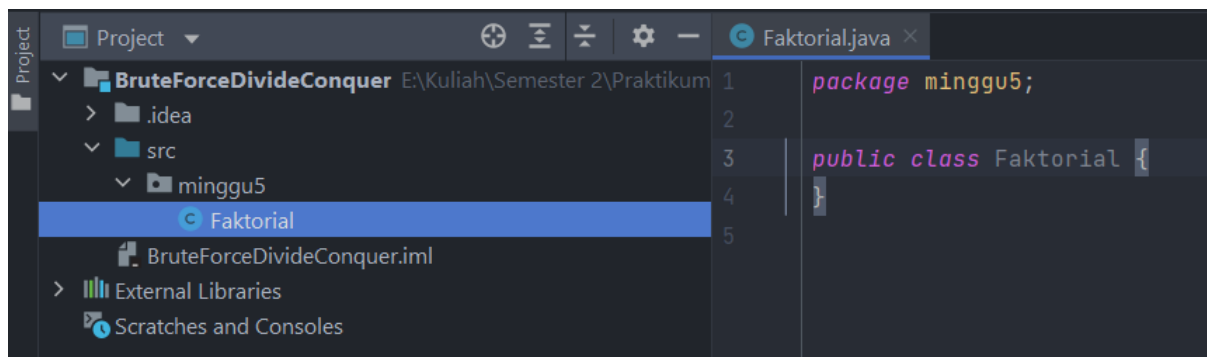 Project
Project
BruteForceDivideConquer E:\Kuliah\Semester 2\Praktikum
.idea
src
minggu5
C Faktorial
BruteForceDivideConquer.iml
External Libraries
Scratches and Consoles
C Faktorial.java
1 package minggu5;
2
3 public class Faktorial {
4 }
5